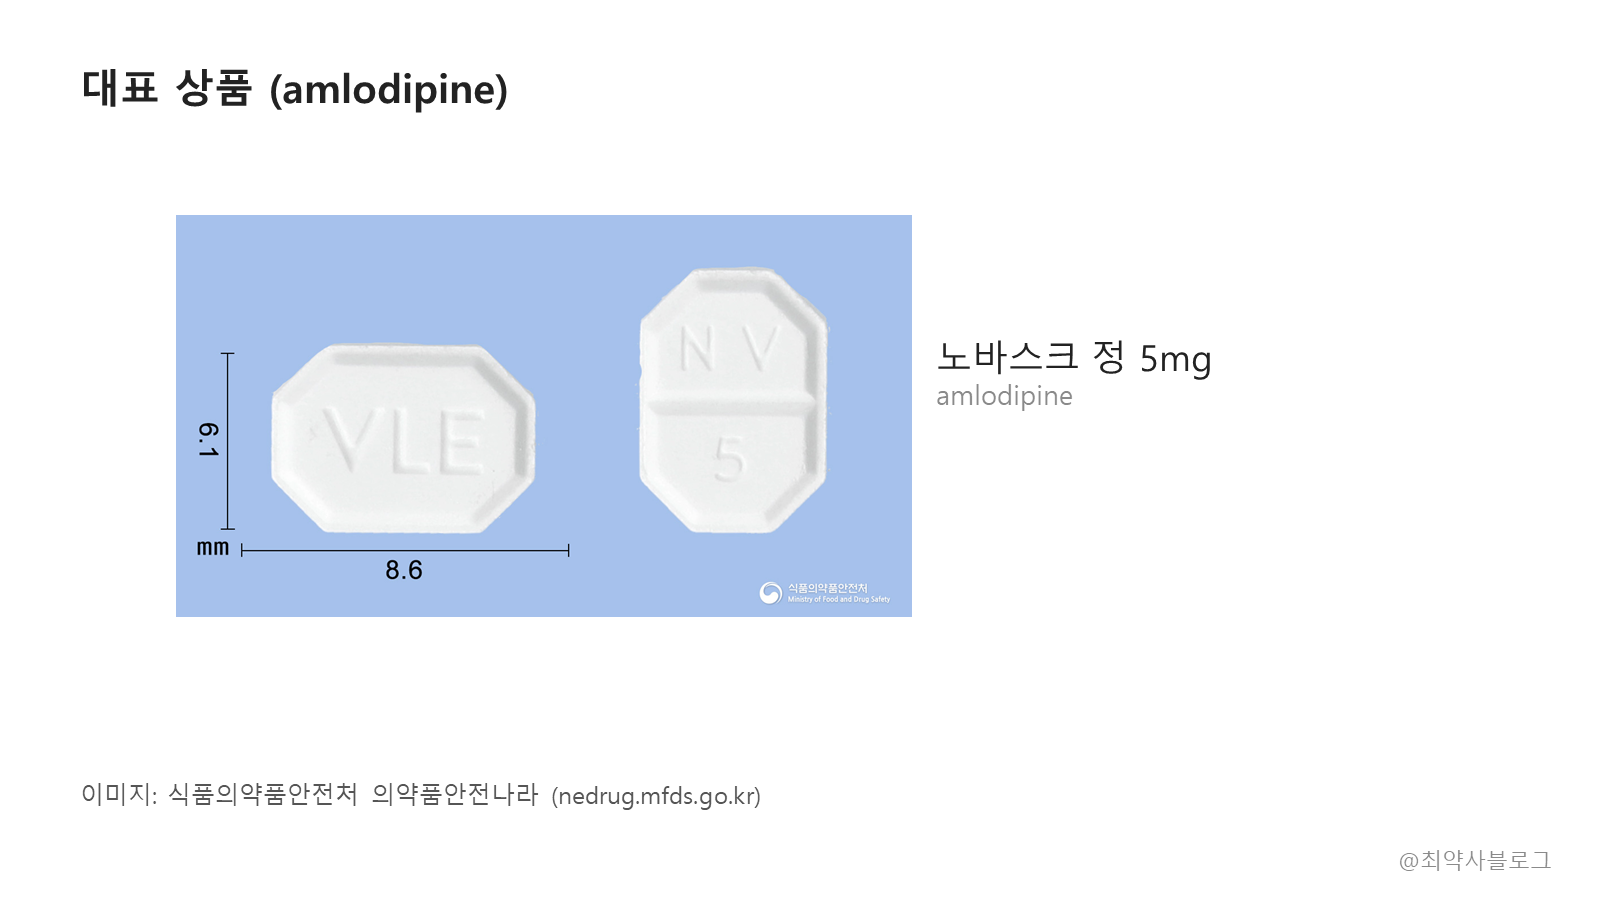 대표 상품 (amlodipine)
VLE
N V
5
6.1
mm
8.6
식품의약품안전처
Ministry of Food and Drug Safety
노바스크 정 5mg
amlodipine
이미지: 식품의약품안전처 의약품안전나라 (nedrug.mfds.go.kr)
@최약사블로그